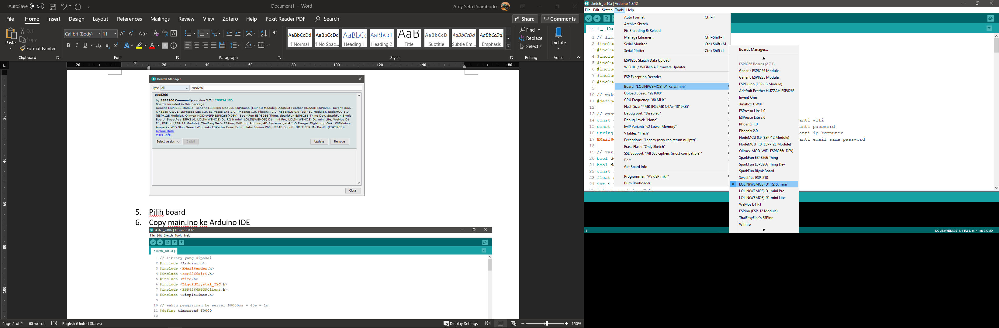 AutoSave Off
Document1 - Word
Ardy Seto Priambodo
File Home Insert Design Layout References Mailings Review View Zotero Help Foxit Reader PDF Search
Share Comments
Paste
Cut
Copy
Format Painter
Clipboard
Calibri (Body) 11
Font
Paragraph
AaBbCcDd AaBbCcDd AaBbCc AaBbCcD AaB AaBbCcD AaBbCcDd AaBbCcDd
¶ Normal ¶ No Spac... Heading 1 Heading 2 Title Subtitle Subtle Em... Emphasis
Styles
Find
Replace
Select
Editing
Dictate
Voice
20 20 40 60 80 100 120 140 180
20
40
60
80
100
Boards Manager
Type All esp8266
esp8266
by ESP8266 Community version 2.7.1 INSTALLED
Boards included in this package:
Generic ESP8266 Module, Generic ESP8285 Module, ESPDuino (ESP-13 Module), Adafruit Feather HUZZAH ESP8266, Invent One,
XinaBox CW01, ESPresso Lite 1.0, ESPresso Lite 2.0, Phoenix 1.0, Phoenix 2.0, NodeMCU 0.9 (ESP-12 Module), NodeMCU 1.0
(ESP-12E Module), Olimex MOD-WIFI-ESP8266(-DEV), SparkFun ESP8266 Thing, SparkFun ESP8266 Thing Dev, SparkFun Blynk
Board, SweetPea ESP-210, LOLIN(WEMOS) D1 R2 & mini, LOLIN(WEMOS) D1 mini Pro, LOLIN(WEMOS) D1 mini Lite, WeMos D1
R1, ESPino (ESP-12 Module), ThaiEasyElec's ESPino, WifInfo, Arduino, 4D Systems gen4 IoD Range, Digistump Oak, WiFiduino,
Amperka WiFi Slot, Seeed Wio Link, ESPectro Core, Schirmilabs Eduino WiFi, ITEAD Sonoff, DOIT ESP-Mx DevKit (ESP8285).
Online Help
More Info
Select version Install Update Remove
Close
5. Pilih board
6. Copy main.ino ke Arduino IDE
sketch_jul10a | Arduino 1.8.12
File Edit Sketch Tools Help
sketch_jul10a §
1 // library yang dipakai
2 #include <Arduino.h>
3 #include <EMailSender.h>
4 #include <ESP8266WiFi.h>
5 #include <Wire.h>
6 #include <LiquidCrystal_I2C.h>
7 #include <ESP8266HTTPClient.h>
8 #include <SimpleTimer.h>
9
10 // waktu pengiriman ke server 60000ms = 60s = 1m
11 #define timersend 60000
12
Page 2 of 2 65 words English (United States)
Display Settings 150%
sketch_jul10a | Arduino 1.8.12
File Edit Sketch Tools Help
sketch_jul10a
1 // lib
2 #inclu
3 #inclu
4 #inclu
5 #inclu
6 #inclu
7 #inclu
8 #inclu
9
10 // wak
11 #defin
12
13 // gan
14 const anti wifi
15 const anti password
16 String anti ip komputer
17 EMailS anti email sama password
18
19 // var
20 bool d
21 bool d
22 const
23 float
24 int i
Auto Format Ctrl+T
Archive Sketch
Fix Encoding & Reload
Manage Libraries... Ctrl+Shift+I
Serial Monitor Ctrl+Shift+M
Serial Plotter Ctrl+Shift+L
ESP8266 Sketch Data Upload
WiFi101 / WiFiNINA Firmware Updater
ESP Exception Decoder
Board: "LOLIN(WEMOS) D1 R2 & mini"
Upload Speed: "921600"
CPU Frequency: "80 MHz"
Flash Size: "4MB (FS:2MB OTA:~1019KB)"
Debug port: "Disabled"
Debug Level: "None"
IwIP Variant: "v2 Lower Memory"
VTables: "Flash"
Exceptions: "Legacy (new can return nullptr)"
Erase Flash: "Only Sketch"
SSL Support: "All SSL ciphers (most compatible)"
Port
Get Board Info
Programmer: "AVRISP mkII"
Burn Bootloader
Boards Manager...
ESP8266 Boards (2.7.1)
Generic ESP8266 Module
Generic ESP8285 Module
ESPDuino (ESP-13 Module)
Adafruit Feather HUZZAH ESP8266
Invent One
XinaBox CW01
ESPresso Lite 1.0
ESPresso Lite 2.0
Phoenix 1.0
Phoenix 2.0
NodeMCU 0.9 (ESP-12 Module)
NodeMCU 1.0 (ESP-12E Module)
Olimex MOD-WIFI-ESP8266(-DEV)
SparkFun ESP8266 Thing
SparkFun ESP8266 Thing Dev
SparkFun Blynk Board
SweetPea ESP-210
LOLIN(WEMOS) D1 R2 & mini
LOLIN(WEMOS) D1 mini Pro
LOLIN(WEMOS) D1 mini Lite
WeMos D1 R1
ESPino (ESP-12 Module)
ThaiEasyElec's ESPino
WifInfo
3
LOLIN(WEMOS) D1 R2 & mini on COM9